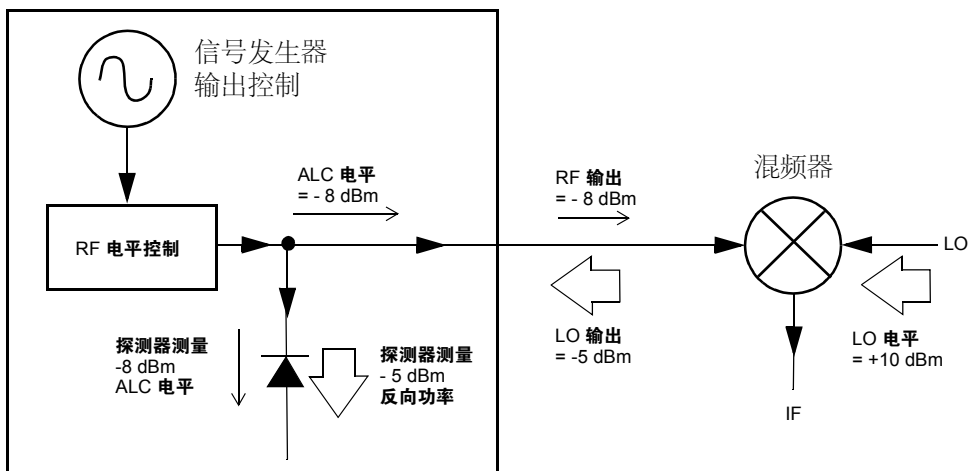 信号发生器
输出控制
混频器
ALC 电平
= - 8 dBm
RF 输出
= - 8 dBm
RF 电平控制
LO
LO 输出
= -5 dBm
LO 电平
= +10 dBm
探测器测量
-8 dBm
ALC 电平
探测器测量
- 5 dBm
反向功率
IF